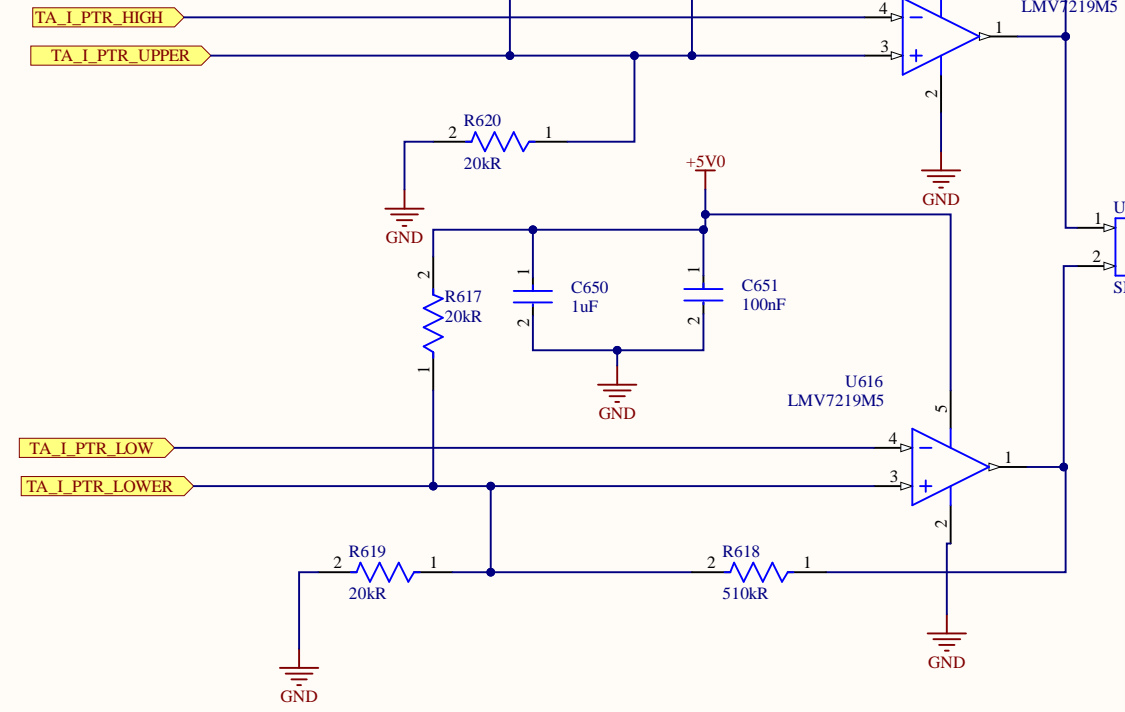 LMV7219M5
TA_I_PTR_HIGH
4
1
TA_I_PTR_UPPER
3
2
R620
2
1
20kR
+5V0
GND
GND
U
1
2
S
2
R617
20kR
1
1
C650
1uF
2
1
C651
100nF
2
GND
U616
LMV7219M5
5
TA_I_PTR_LOW
4
1
TA_I_PTR_LOWER
3
2
R619
2
1
20kR
R618
2
1
510kR
GND
GND